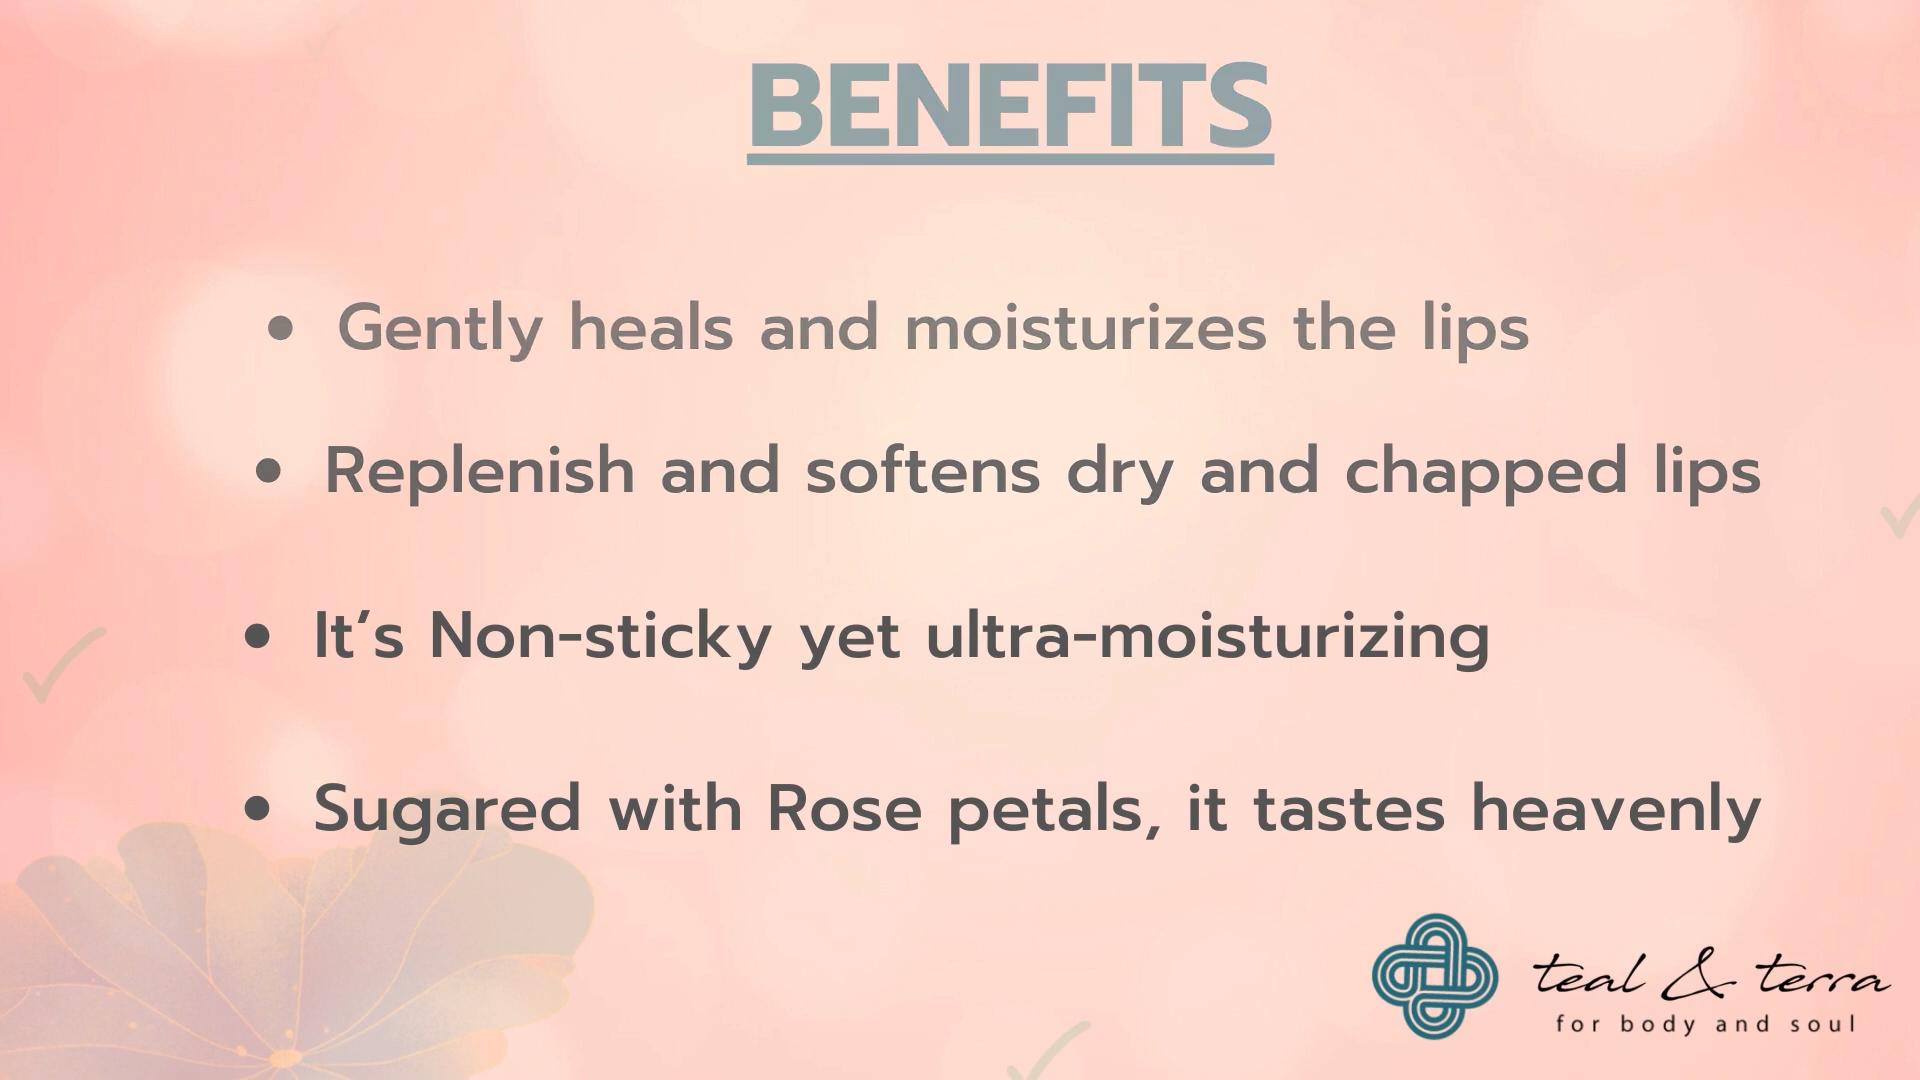 BENEFITS
• Gently heals and moisturizes the lips
• Replenish and softens dry and chapped lips
• It’s Non-sticky yet ultra-moisturizing
• Sugared with Rose petals, it tastes heavenly
teal & terra
for body and soul